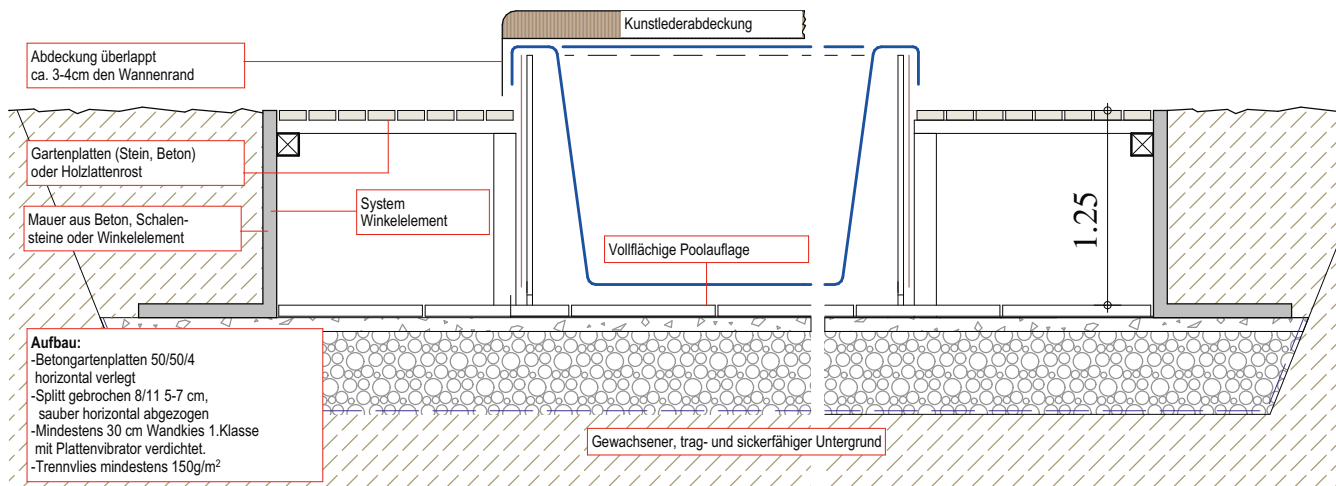 Kunstlederabdeckung
Abdeckung überlappt
ca. 3-4cm den Wannenrand
Gartenplatten (Stein, Beton)
oder Holzlattenrost
Mauer aus Beton, Schalen-
steine oder Winkelelement
System
Winkelelement
Vollflächige Poolauflage
1.25
Aufbau:
-Betongartenplatten 50/50/4
horizontal verlegt
-Splitt gebrochen 8/11 5-7 cm,
sauber horizontal abgezogen
-Mindestens 30 cm Wandkies 1.Klasse
mit Plattenvibrator verdichtet.
-Trennvlies mindestens 150g/m²
Gewachsener, trag- und sickerfähiger Untergrund